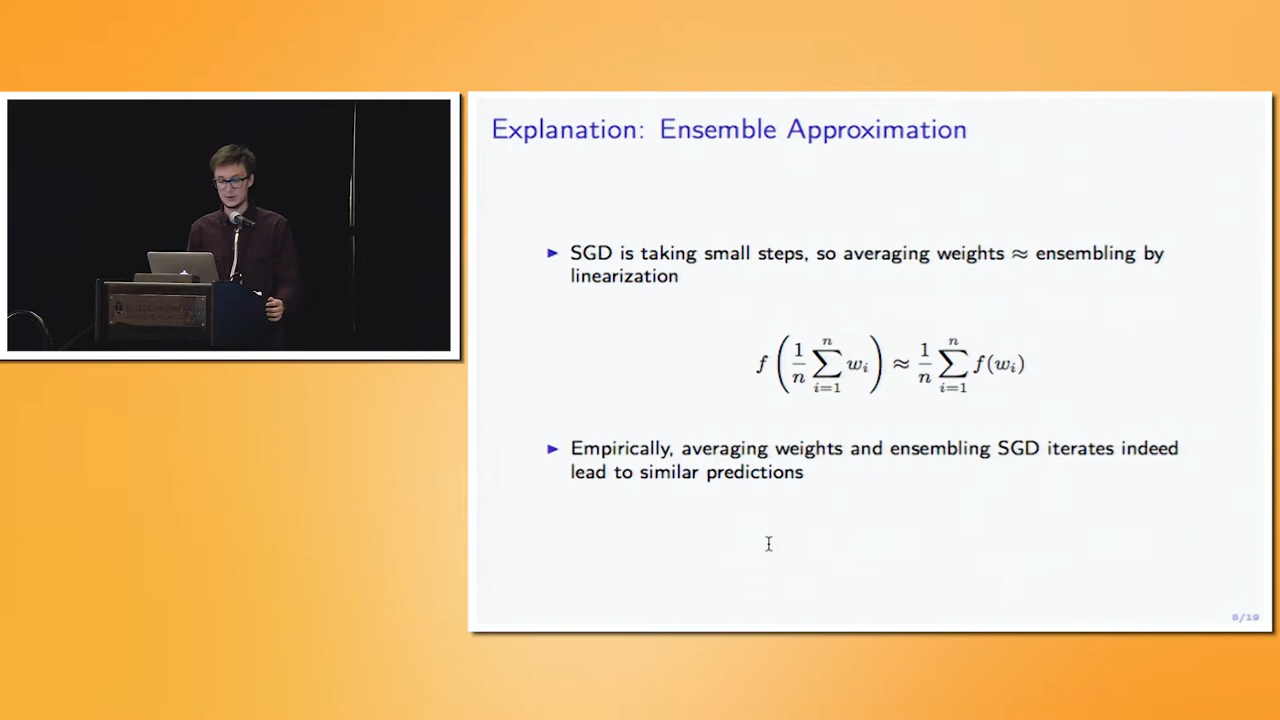 Explanation: Ensemble Approximation
► SGD is taking small steps, so averaging weights ≈ ensembling by
linearization
f(1/n ∑_{i=1}^{n} w_i) ≈ 1/n ∑_{i=1}^{n} f(w_i)
► Empirically, averaging weights and ensembling SGD iterates indeed
lead to similar predictions
8/19